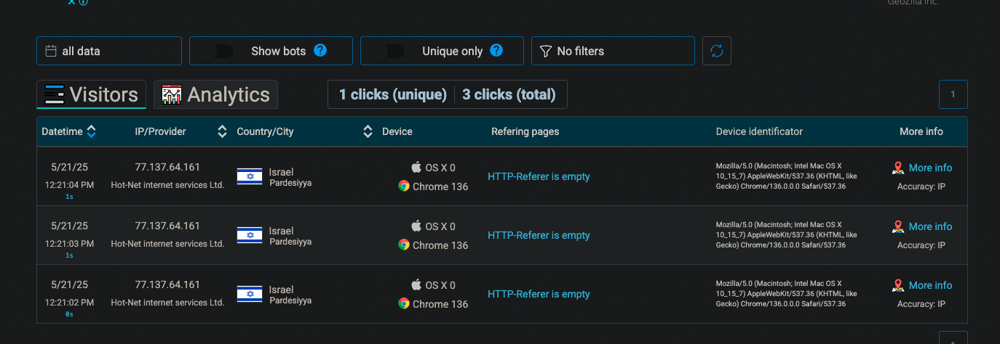 GeoZilla Inc.
all data
Show bots ?
Unique only ?
No filters
Visitors
Analytics
1 clicks (unique)
3 clicks (total)
1
Datetime
IP/Provider
Country/City
Device
Refering pages
Device identificator
More info
5/21/25
12:21:04 PM
1s
77.137.64.161
Hot-Net internet services Ltd.
Israel
Pardesiyya
OS X 0
Chrome 136
HTTP-Referer is empty
Mozilla/5.0 (Macintosh; Intel Mac OS X
10_15_7) AppleWebKit/537.36 (KHTML, like
Gecko) Chrome/136.0.0.0 Safari/537.36
More info
Accuracy: IP
5/21/25
12:21:03 PM
1s
77.137.64.161
Hot-Net internet services Ltd.
Israel
Pardesiyya
OS X 0
Chrome 136
HTTP-Referer is empty
Mozilla/5.0 (Macintosh; Intel Mac OS X
10_15_7) AppleWebKit/537.36 (KHTML, like
Gecko) Chrome/136.0.0.0 Safari/537.36
More info
Accuracy: IP
5/21/25
12:21:02 PM
0s
77.137.64.161
Hot-Net internet services Ltd.
Israel
Pardesiyya
OS X 0
Chrome 136
HTTP-Referer is empty
Mozilla/5.0 (Macintosh; Intel Mac OS X
10_15_7) AppleWebKit/537.36 (KHTML, like
Gecko) Chrome/136.0.0.0 Safari/537.36
More info
Accuracy: IP